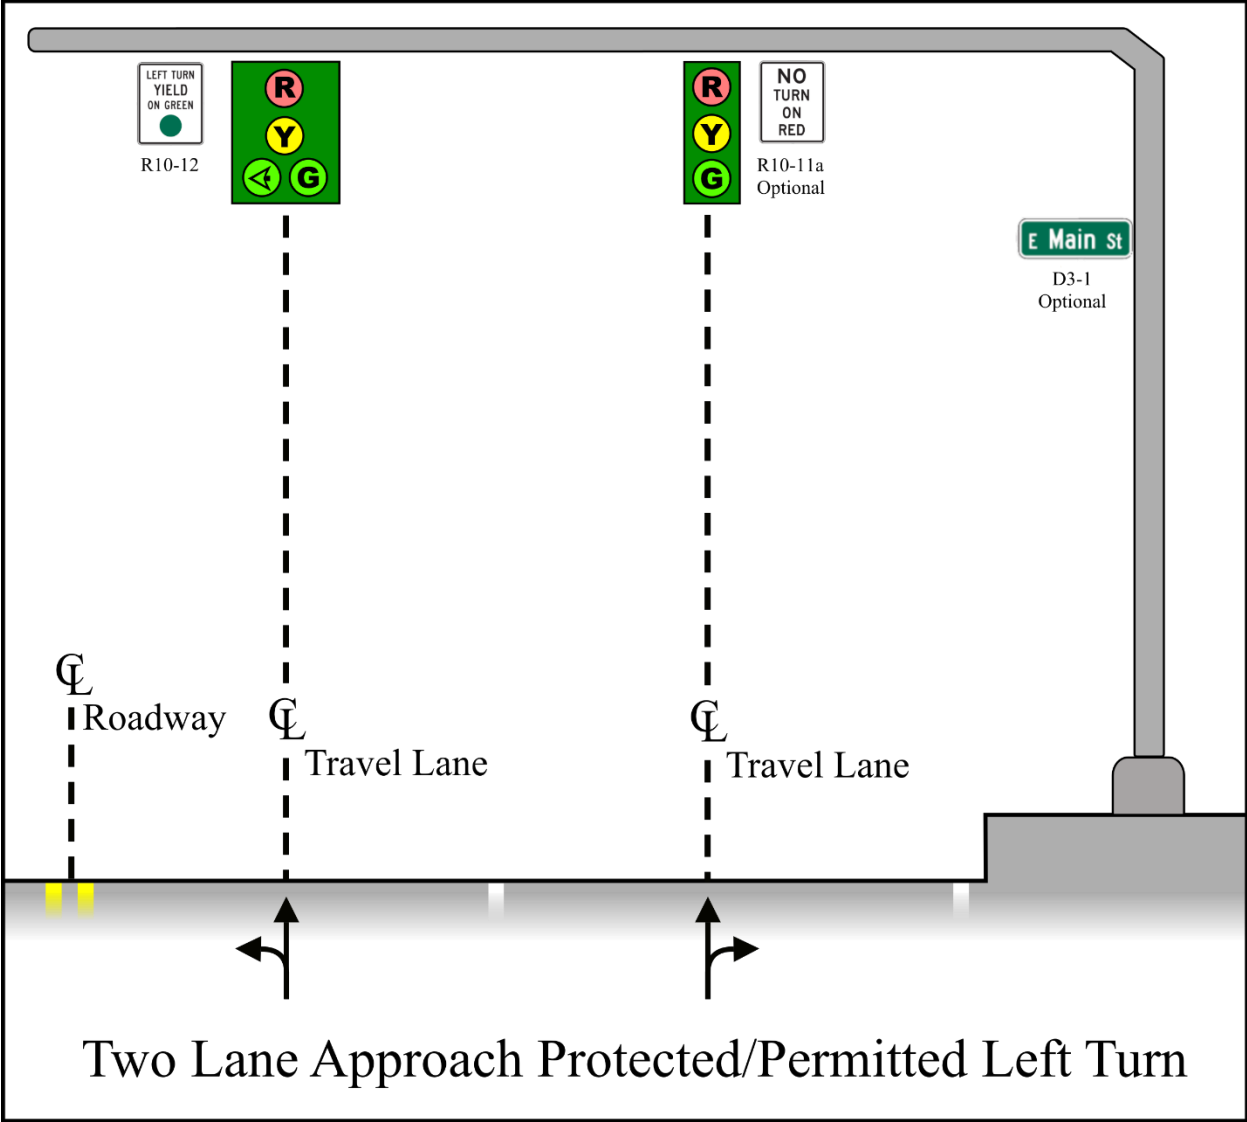 LEFT TURN
YIELD
ON GREEN
R10-12
R
Y
G
R
Y
G
NO
TURN
ON
RED
R10-11a
Optional
E Main St
D3-1
Optional
℄
Roadway
℄
Travel Lane
℄
Travel Lane
Two Lane Approach Protected/Permitted Left Turn